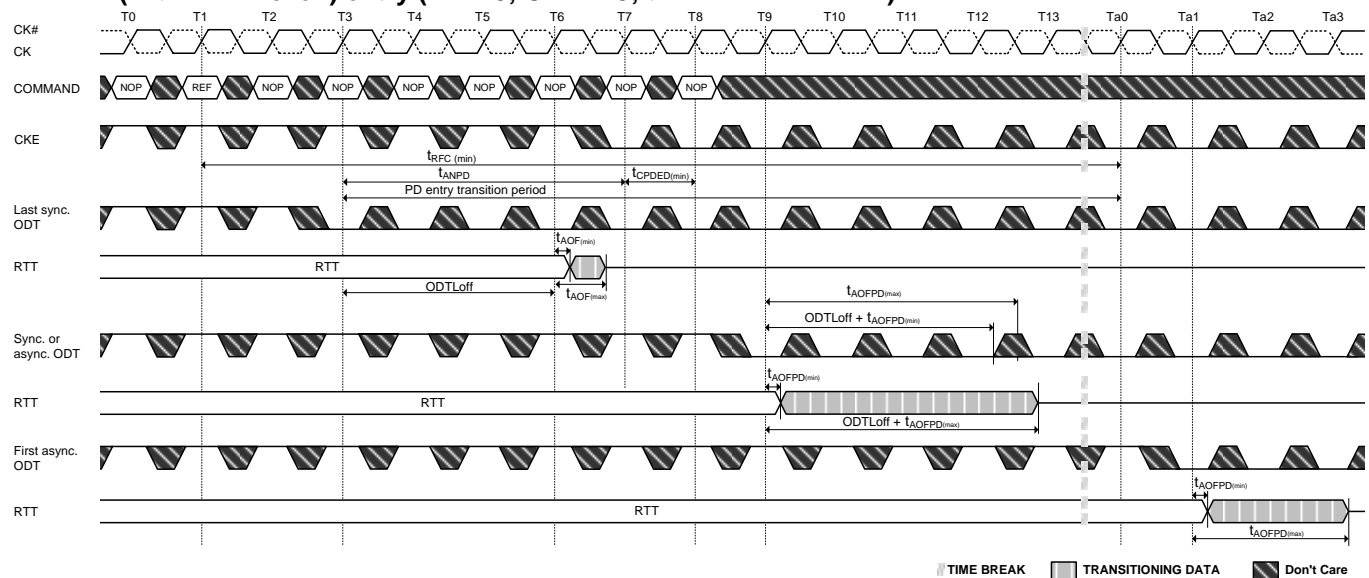 T0 T1 T2 T3 T4 T5 T6 T7 T8 T9 T10 T11 T12 T13 Ta0 Ta1 Ta2 Ta3
CK#
CK
COMMAND NOP REF NOP NOP NOP NOP NOP NOP NOP
CKE
tRFC (min)
tANPD tCPDED(min)
PD entry transition period
Last sync.
ODT
tAOF(min)
RTT RTT
ODTLoff tAOF(max)
tAOFPD(max)
ODTLoff + tAOFPD(min)
Sync. or
async. ODT
tAOFPD(min)
RTT RTT
ODTLoff + tAOFPD(max)
First async.
ODT
tAOFPD(min)
RTT RTT
tAOFPD(max)
TIME BREAK TRANSITIONING DATA Don't Care